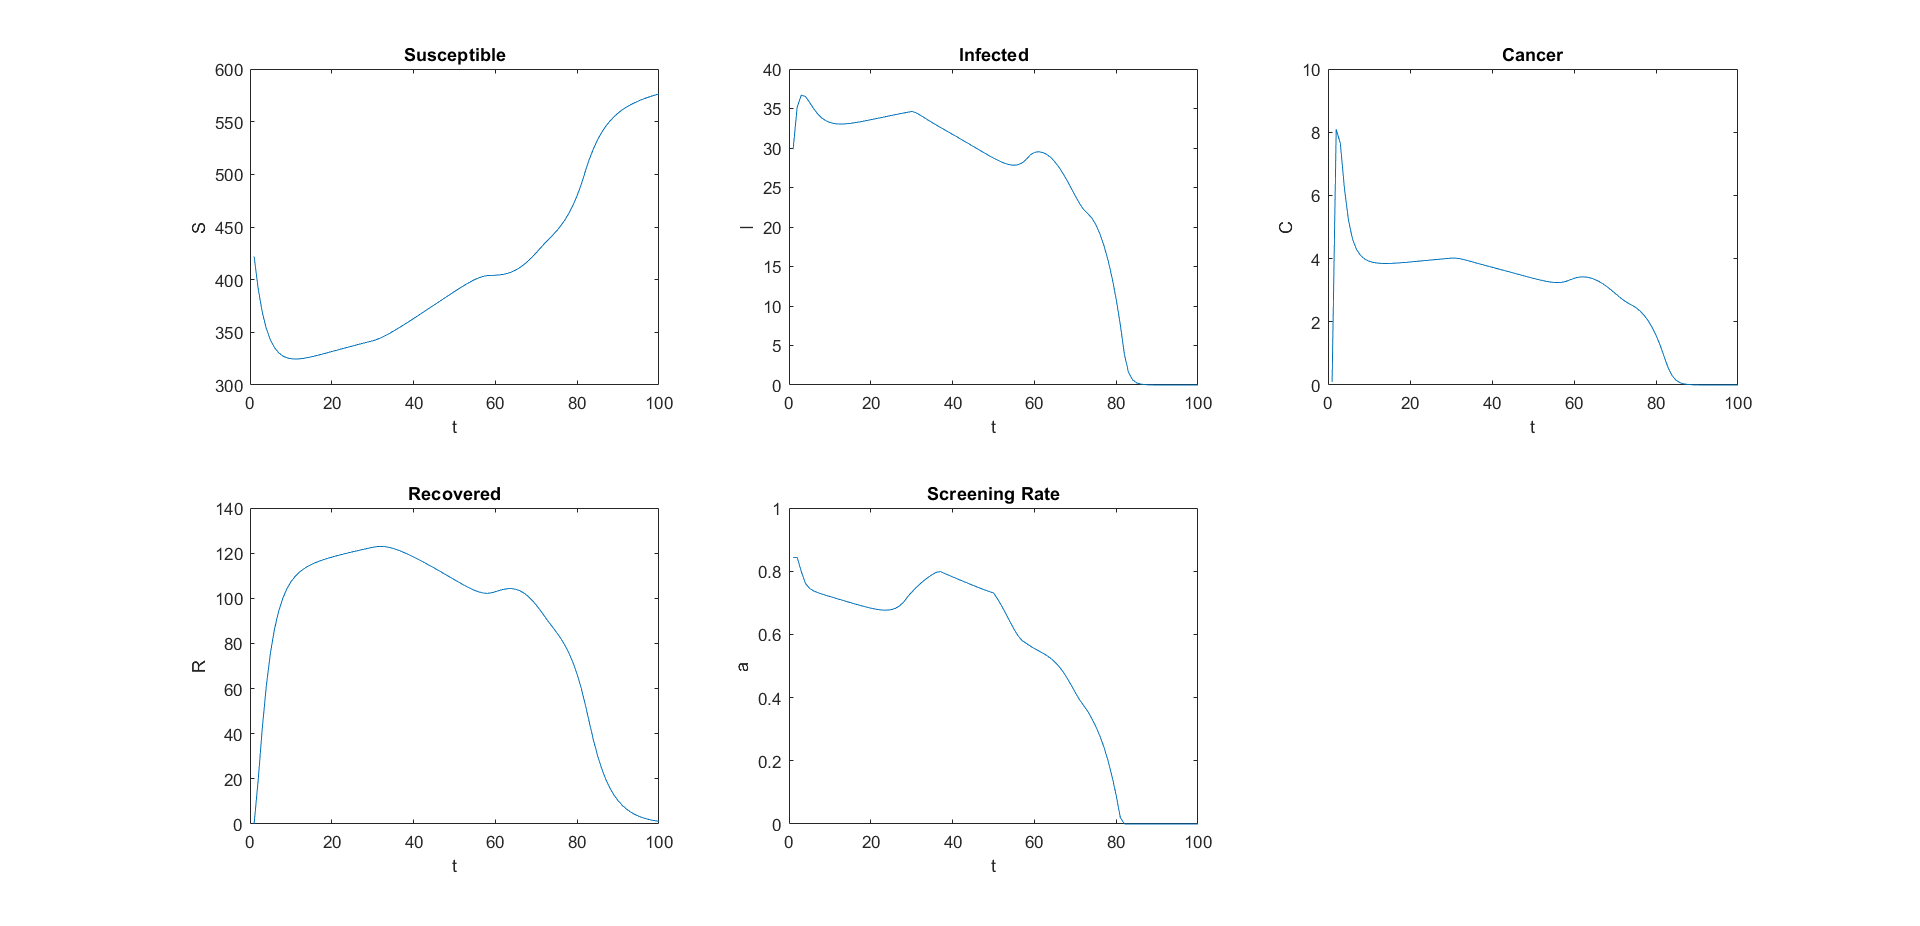 Susceptible
600
550
500
450
400
350
300
S
0 20 40 60 80 100
t
Infected
40
35
30
25
20
15
10
5
0
I
0 20 40 60 80 100
t
Cancer
10
8
6
4
2
0
C
0 20 40 60 80 100
t
Recovered
140
120
100
80
60
40
20
0
R
0 20 40 60 80 100
t
Screening Rate
1
0.8
0.6
0.4
0.2
0
a
0 20 40 60 80 100
t